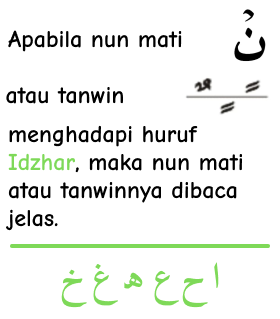 Apabila nun mati نْ
atau tanwin ـٌ ـً ـٍ
menghadapi huruf
Idzhar, maka nun mati
atau tanwinnya dibaca
jelas.
ا ح ع ه غ خ